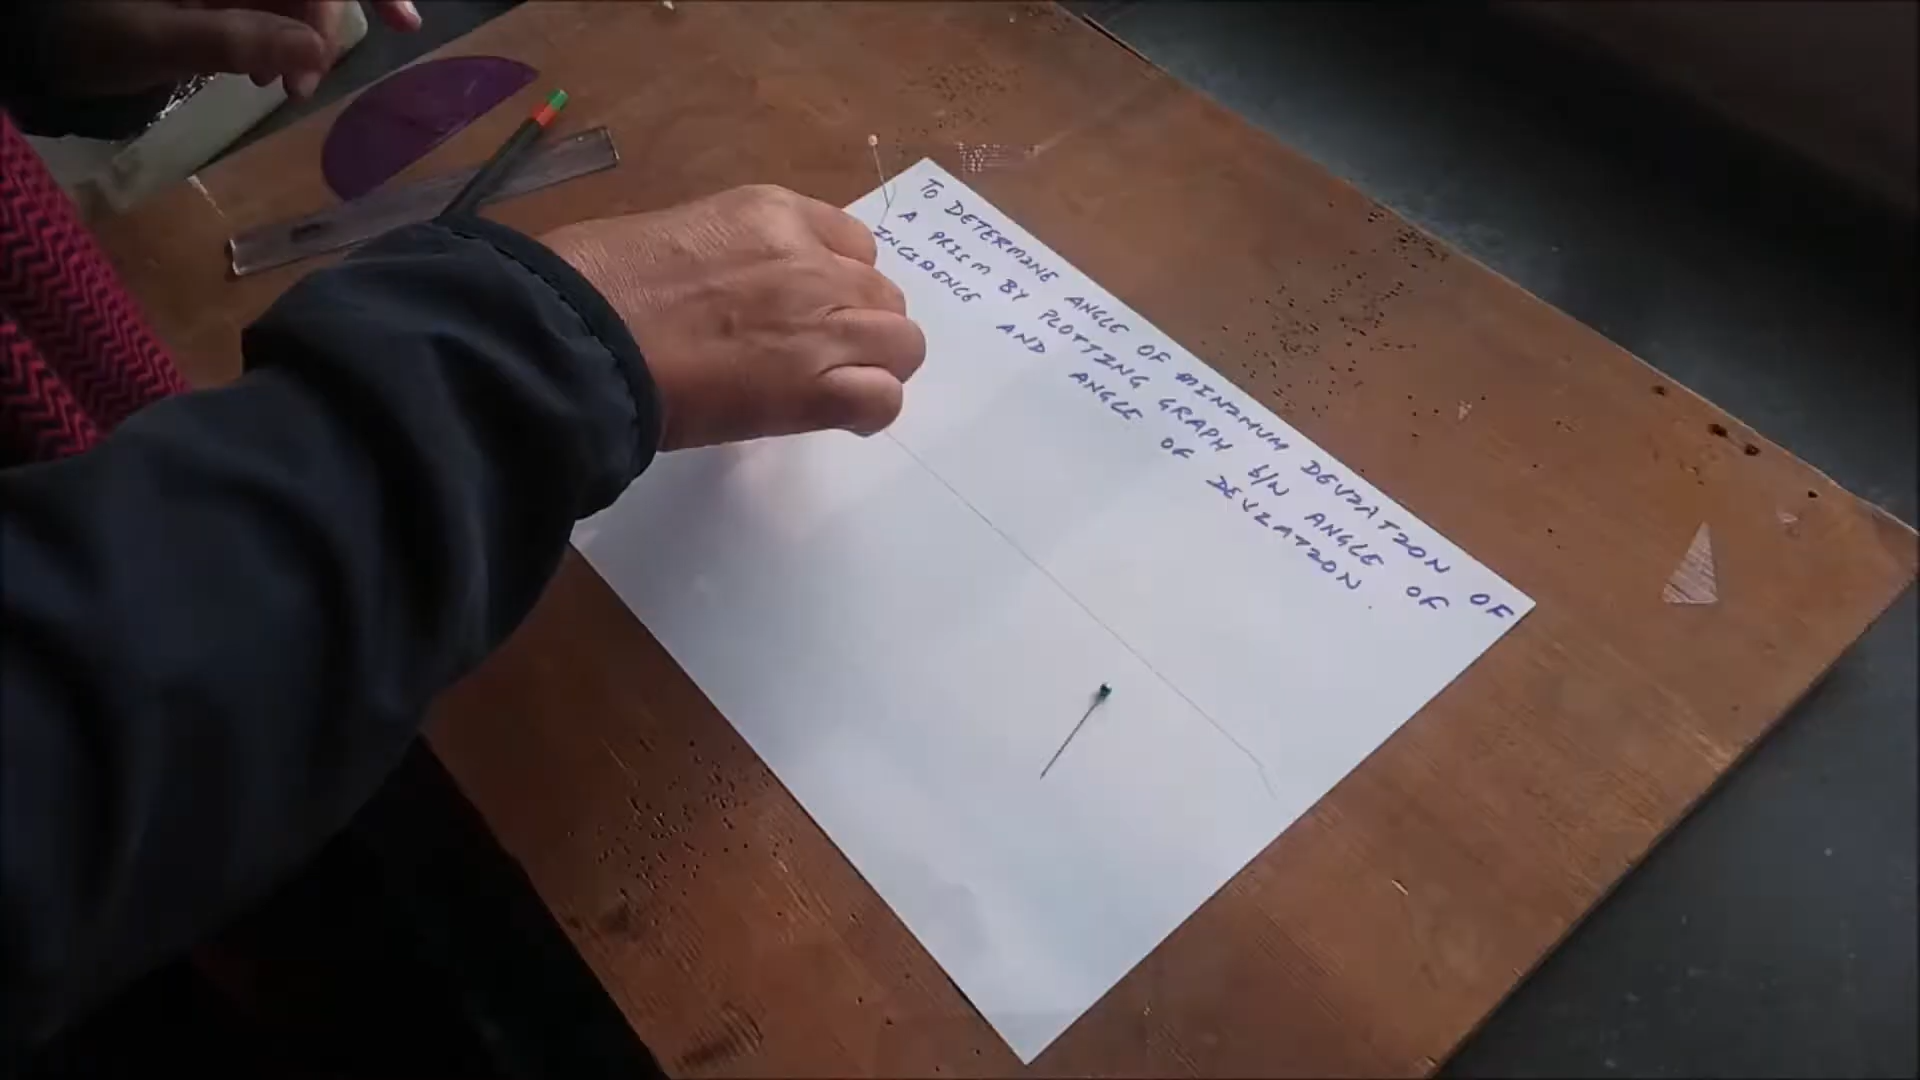 TO DETERMINE ANGLE OF MINIMUM DEVIATION OF
A PRISM BY PLOTTING GRAPH b/N ANGLE OF
INCIDENCE AND ANGLE OF DEVIATION.